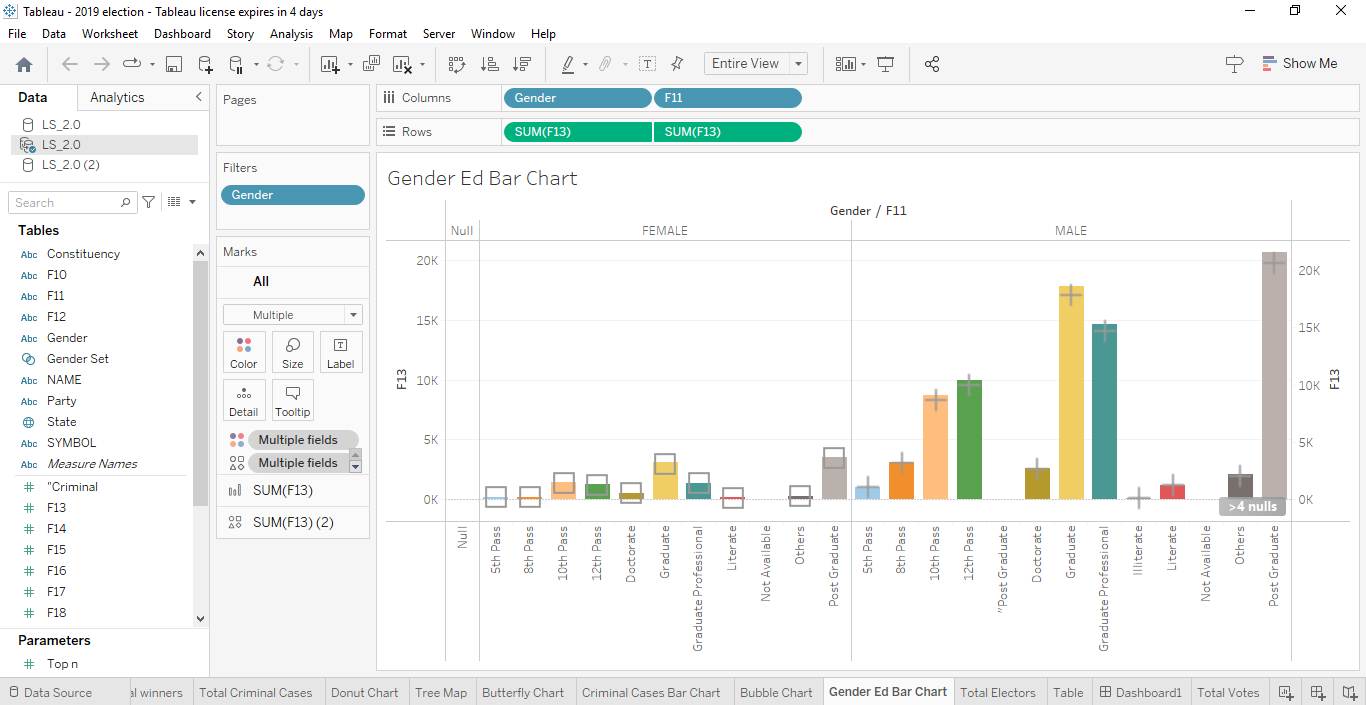 Tableau - 2019 election - Tableau license expires in 4 days
File Data Worksheet Dashboard Story Analysis Map Format Server Window Help
Entire View
Show Me
Data Analytics
LS_2.0
LS_2.0
LS_2.0 (2)
Search
Tables
Abc Constituency
Abc F10
Abc F11
Abc F12
Abc Gender
Gender Set
Abc NAME
Abc Party
State
Abc SYMBOL
Abc Measure Names
# "Criminal
# F13
# F14
# F15
# F16
# F17
# F18
Parameters
# Top n
Pages
Filters
Gender
Marks
All
Multiple
Color Size Label
Detail Tooltip
Multiple fields
Multiple fields
SUM(F13)
SUM(F13) (2)
Columns Gender F11
Rows SUM(F13) SUM(F13)
Gender Ed Bar Chart
Gender / F11
Null FEMALE MALE
20K
15K
10K
5K
0K
F13
20K
15K
10K
5K
0K
F13
>4 nulls
Null
5th Pass
8th Pass
10th Pass
12th Pass
Doctorate
Graduate
Graduate Professional
Literate
Not Available
Others
Post Graduate
5th Pass
8th Pass
10th Pass
12th Pass
"Post Graduate
Doctorate
Graduate
Graduate Professional
Illiterate
Literate
Not Available
Others
Post Graduate
Data Source al winners Total Criminal Cases Donut Chart Tree Map Butterfly Chart Criminal Cases Bar Chart Bubble Chart Gender Ed Bar Chart Total Electors Table Dashboard1 Total Votes